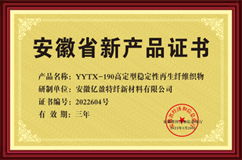 安徽省新产品证书
产品名称：YYTX-190高定型稳定性再生纤维织物
研制单位：安徽亿盈特纤新材料有限公司
证书编号：2022604号
有 效 期：三年